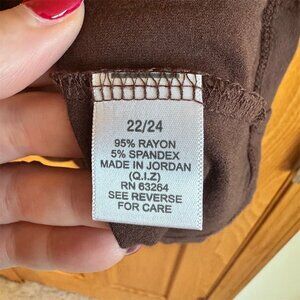 22/24
95% RAYON
5% SPANDEX
MADE IN JORDAN
(Q.I.Z)
RN 63264
SEE REVERSE
FOR CARE